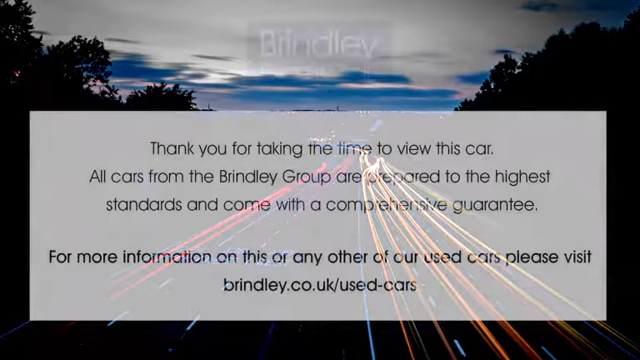 Brindley
Thank you for taking the time to view this car.
All cars from the Brindley Group are prepared to the highest
standards and come with a comprehensive guarantee.
For more information on this or any other of our used cars please visit
brindley.co.uk/used-cars